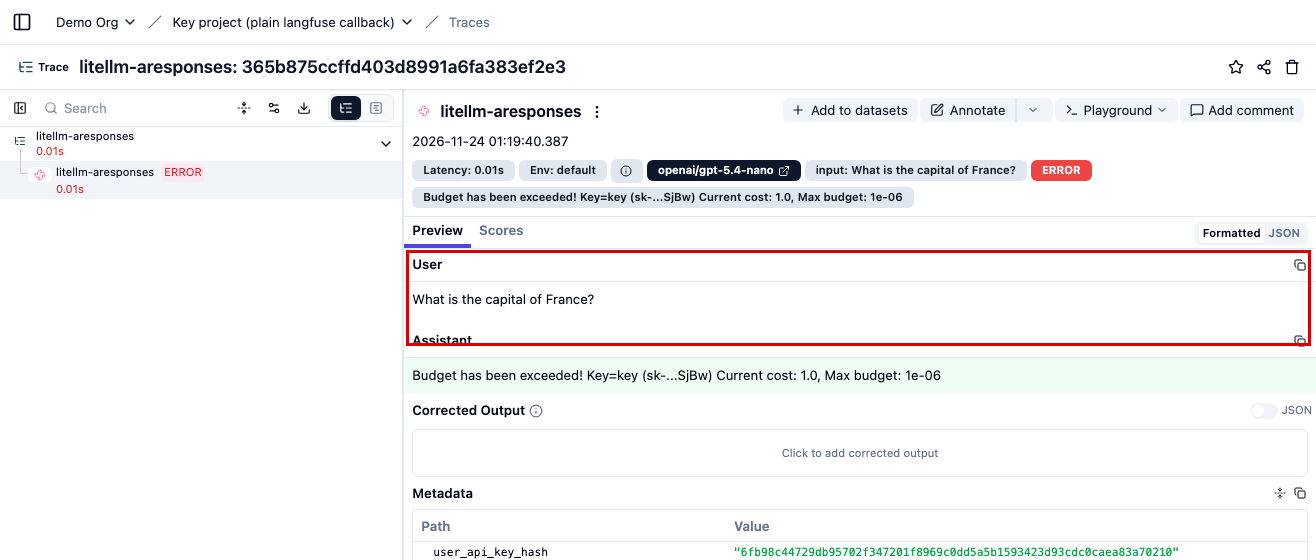 Demo Org / Key project (plain langfuse callback) / Traces
Trace litellm-aresponses: 365b875ccffd403d8991a6fa383ef2e3
Search
litellm-aresponses
0.01s
litellm-aresponses ERROR
0.01s
litellm-aresponses
Add to datasets
Annotate
Playground
Add comment
2026-11-24 01:19:40.387
Latency: 0.01s
Env: default
openai/gpt-5.4-nano
input: What is the capital of France?
ERROR
Budget has been exceeded! Key=key (sk-...SjBw) Current cost: 1.0, Max budget: 1e-06
Preview Scores
Formatted JSON
User
What is the capital of France?
Assistant
Budget has been exceeded! Key=key (sk-...SjBw) Current cost: 1.0, Max budget: 1e-06
Corrected Output
JSON
Click to add corrected output
Metadata
Path Value
user_api_key_hash "6fb98c44729db95702f347201f8969c0dd5a5b1593423d93cdc0caea83a70210"